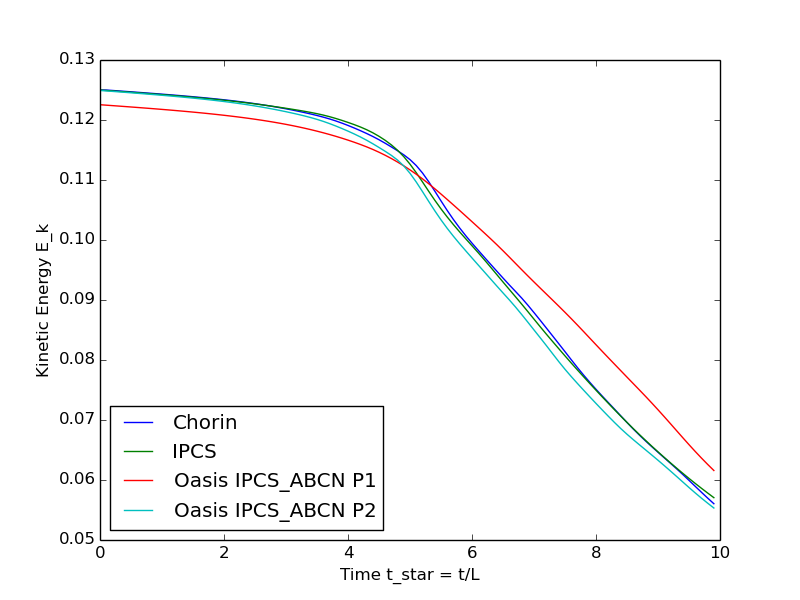 0.13
0.12
0.11
0.10
0.09
0.08
0.07
0.06
0.05
Kinetic Energy E_k
Chorin
IPCS
Oasis IPCS_ABCN P1
Oasis IPCS_ABCN P2
0 2 4 6 8 10
Time t_star = t/L